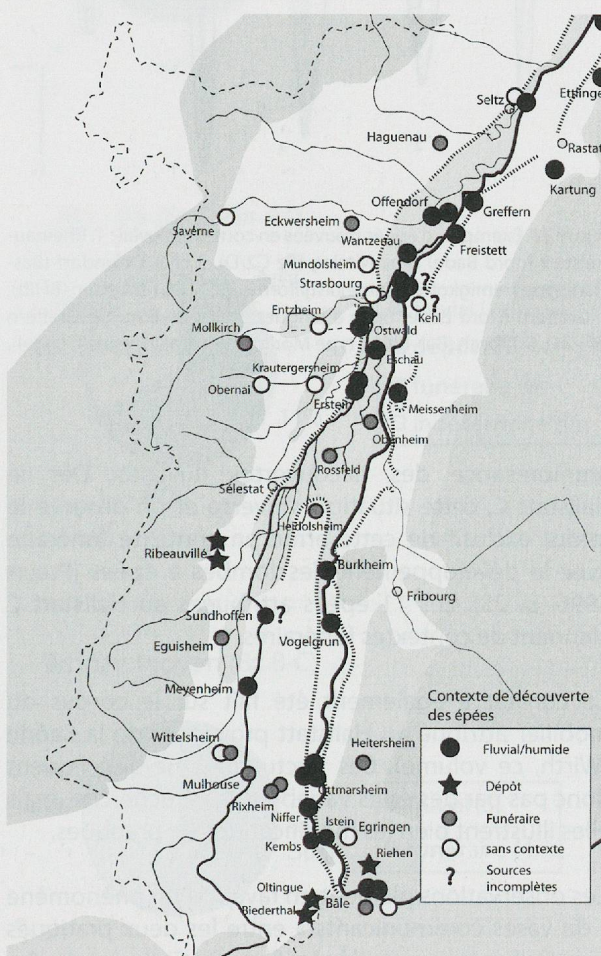 Seltz
Ettlinge
Haguenau
Rastat
Kartung
Offendorf
Greffern
Saverne
Eckwersheim
Wantzenau
Freistett
Mundolsheim
Strasbourg
?
?
Kehl
Entzheim
Ostwald
Mollkirch
Eschau
Krautergersheim
Obernai
Erstein
Meissenheim
Obenheim
Rossfeld
Sélestat
Heidolsheim
Ribeauvillé
Burkheim
Fribourg
Sundhoffen
?
Vogelgrun
Eguisheim
Meyenheim
Contexte de découverte
des épées
Fluvial/humide
Dépôt
Funéraire
sans contexte
?
Sources
incomplètes
Wittelsheim
Heitersheim
Mulhouse
Ottmarsheim
Rixheim
Niffer
Istein
Egringen
Kembs
Riehen
Oltingue
Bâle
Biederthal